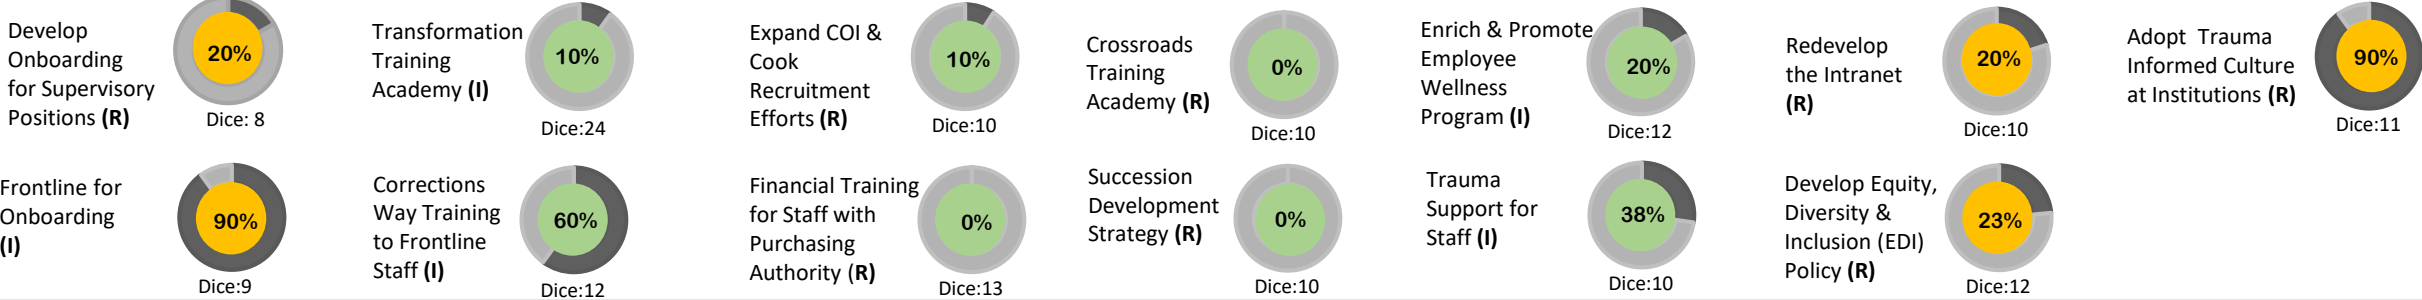 Develop
Onboarding
for Supervisory
Positions (R)
20%
Dice: 8
Transformation
Training
Academy (I)
10%
Dice:24
Expand COI &
Cook
Recruitment
Efforts (R)
10%
Dice:10
Crossroads
Training
Academy (R)
0%
Dice:10
Enrich & Promote
Employee
Wellness
Program (I)
20%
Dice:12
Redevelop
the Intranet
(R)
20%
Dice:10
Adopt Trauma
Informed Culture
at Institutions (R)
90%
Dice:11
Frontline for
Onboarding
(I)
90%
Dice:9
Corrections
Way Training
to Frontline
Staff (I)
60%
Dice:12
Financial Training
for Staff with
Purchasing
Authority (R)
0%
Dice:13
Succession
Development
Strategy (R)
0%
Dice:10
Trauma
Support for
Staff (I)
38%
Dice:10
Develop Equity,
Diversity &
Inclusion (EDI)
Policy (R)
23%
Dice:12